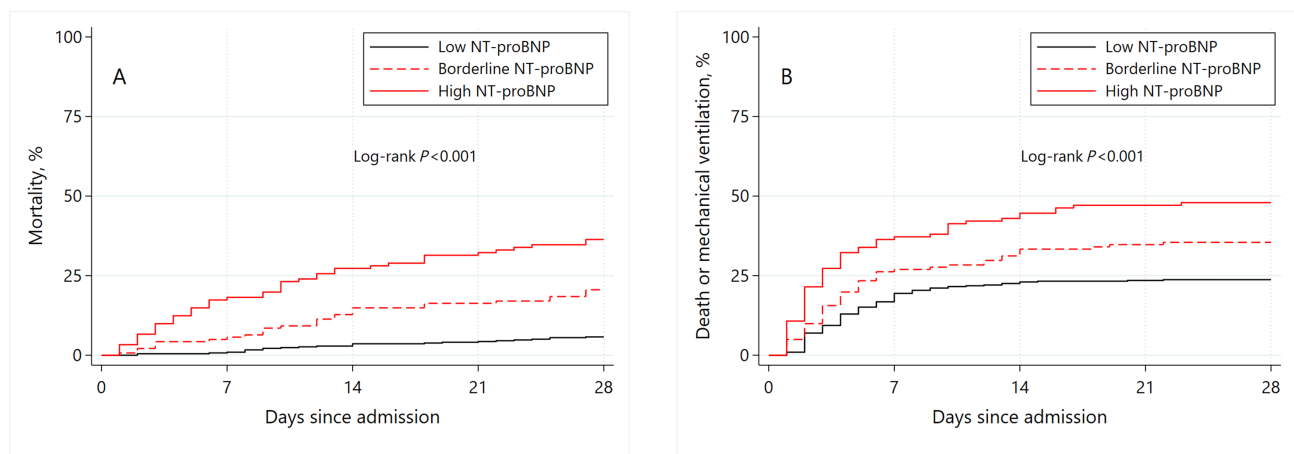 A
Low NT-proBNP
Borderline NT-proBNP
High NT-proBNP
Log-rank P<0.001
Mortality, %
100
75
50
25
0
0 7 14 21 28
Days since admission
B
Low NT-proBNP
Borderline NT-proBNP
High NT-proBNP
Log-rank P<0.001
Death or mechanical ventilation, %
100
75
50
25
0
0 7 14 21 28
Days since admission